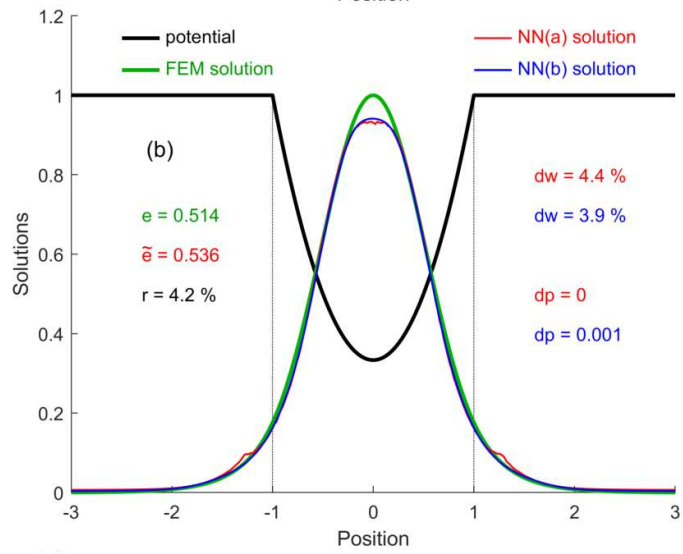 Position
1.2
potential
NN(a) solution
FEM solution
NN(b) solution
1
(b)
0.8
dw = 4.4 %
e = 0.514
dw = 3.9 %
0.6
ẽ = 0.536
r = 4.2 %
dp = 0
0.4
dp = 0.001
0.2
0
Solutions
-3 -2 -1 0 1 2 3
Position